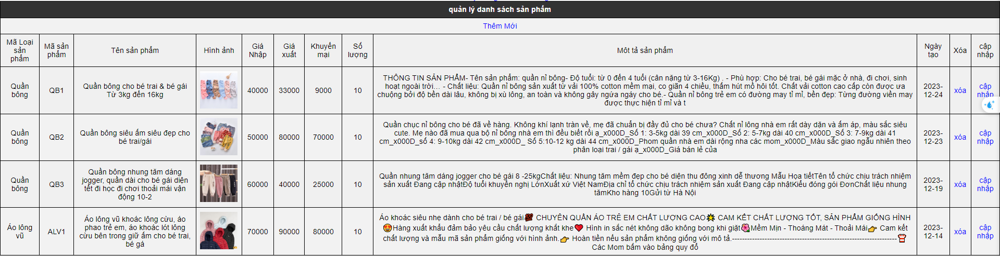 quản lý danh sách sản phẩm
Thêm Mới
Mã Loại
sản
phẩm
Mã sản
phẩm
Tên sản phẩm
Hình ảnh
Giá
Nhập
Giá
xuất
Khuyến
mại
Số
lượng
Môt tả sản phẩm
Ngày
tạo
Xóa
cập
nhập
Quần
bông
QB1
Quần bông cho bé trai & bé gái
Từ 3kg đến 16kg
40000
33000
9000
10
THÔNG TIN SẢN PHẨM- Tên sản phẩm: quần nỉ bông- Độ tuổi: từ 0 đến 4 tuổi (cân nặng từ 3-16Kg) . - Phù hợp: Cho bé trai, bé gái mặc ở nhà, đi chơi, sinh
hoạt ngoài trời... - Chất liệu: Quần nỉ bông sản xuất từ vải 100% cotton mềm mại, co giãn 4 chiều, thấm hút mồ hôi tốt. Chất vải cotton cao cấp còn được ưa
chuộng bởi độ bền dài lâu, không bị xù lông, an toàn và không gây ngứa ngáy cho bé.- Quần nỉ bông trẻ em có đường may tỉ mỉ, bền đẹp: Từng đường viền may
được thực hiện tỉ mỉ và t
2023-
12-24
xóa
cập
nhập
Quần
bông
QB2
Quần bông siêu ấm siêu đẹp cho
bé trai/gái
50000
80000
70000
10
Quần chục nỉ bông cho bé đã về hàng. Không khí lạnh tràn về, mẹ đã chuẩn bị đầy đủ cho bé chưa? Chất nỉ lông nhà em rất dày dặn và ấm áp, màu sắc siêu
cute. Mẹ nào đã mua qua bộ nỉ bông nhà em thì đều biết rồi ạ_x000D_Số 1: 3-5kg dài 39 cm_x000D_Số 2: 5-7kg dài 40 cm_x000D_Số 3: 7-9kg dài 41
cm_x000D_số 4: 9-10kg dài 42 cm_x000D_ Số 5:10-12 kg dài 44 cm_x000D_Phom quần nhà em dài rộng nha các mom_x000D_Màu sắc giao ngẫu nhiên theo
phân loại trai / gái ạ_x000D_Giá bán lẻ của
2023-
12-23
xóa
cập
nhập
Quần
bông
QB3
Quần bông nhung tăm dáng
jogger, quần dài cho bé gái diện
tết đi học đi chơi thoải mái vận
động 10-2
60000
40000
25000
10
Quần nhung tăm dáng jogger cho bé gái 8 -25kgChất liệu: Nhung tăm mềm đẹp cho bé diện thu đông xinh dễ thương Mẫu Họa tiếtTên tổ chức chịu trách nhiệm
sản xuất Đang cập nhậtĐộ tuổi khuyến nghị LớnXuất xứ Việt NamĐịa chỉ tổ chức chịu trách nhiệm sản xuất Đang cập nhậtKiểu đóng gói ĐơnChất liệu nhung
tămKho hàng 10Gửi từ Hà Nội
2023-
12-19
xóa
cập
nhập
Áo lông
vũ
ALV1
Áo lông vũ khoác lông cừu, áo
phao trẻ em, áo khoác lót lông
cừu bên trong giữ ấm cho bé trai,
bé gá
70000
90000
80000
10
Áo khoác siêu nhẹ dành cho bé trai / bé gái💯 CHUYÊN QUẦN ÁO TRẺ EM CHẤT LƯỢNG CAO🌟 CAM KẾT CHẤT LƯỢNG TỐT, SẢN PHẨM GIỐNG HÌNH
😍Hàng xuất khẩu đảm bảo yêu cầu chất lượng khắt khe❤️ Hình in sắc nét không dão không bong khi giặt🌺Mềm Mịn - Thoáng Mát - Thoải Mái👉 Cam kết
chất lượng và mẫu mã sản phẩm giống với hình ảnh.👉 Hoàn tiền nếu sản phẩm không giống với mô tả.------------------------------------------------------------------👕
Các Mom bấm vào bảng quy đổ
2023-
12-14
xóa
cập
nhập